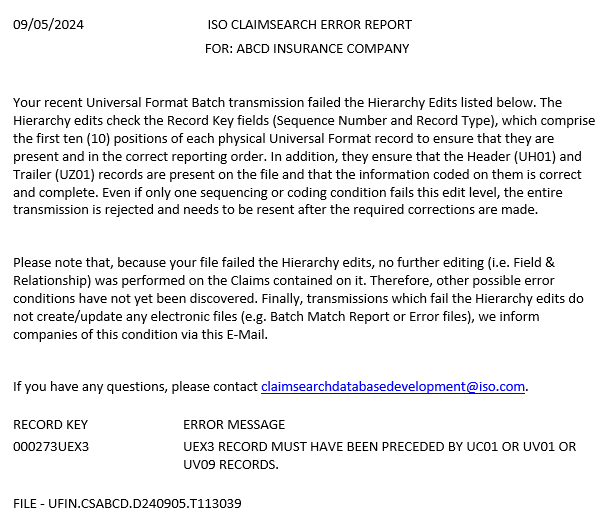 09/05/2024 ISO CLAIMSEARCH ERROR REPORT
FOR: ABCD INSURANCE COMPANY
Your recent Universal Format Batch transmission failed the Hierarchy Edits listed below. The
Hierarchy edits check the Record Key fields (Sequence Number and Record Type), which comprise
the first ten (10) positions of each physical Universal Format record to ensure that they are
present and in the correct reporting order. In addition, they ensure that the Header (UH01) and
Trailer (UZ01) records are present on the file and that the information coded on them is correct
and complete. Even if only one sequencing or coding condition fails this edit level, the entire
transmission is rejected and needs to be resent after the required corrections are made.
Please note that, because your file failed the Hierarchy edits, no further editing (i.e. Field &
Relationship) was performed on the Claims contained on it. Therefore, other possible error
conditions have not yet been discovered. Finally, transmissions which fail the Hierarchy edits do
not create/update any electronic files (e.g. Batch Match Report or Error files), we inform
companies of this condition via this E-Mail.
If you have any questions, please contact claimsearchdatabasedevelopment@iso.com.
RECORD KEY ERROR MESSAGE
000273UEX3 UEX3 RECORD MUST HAVE BEEN PRECEDED BY UC01 OR UV01 OR
UV09 RECORDS.
FILE - UFIN.CSABCD.D240905.T113039